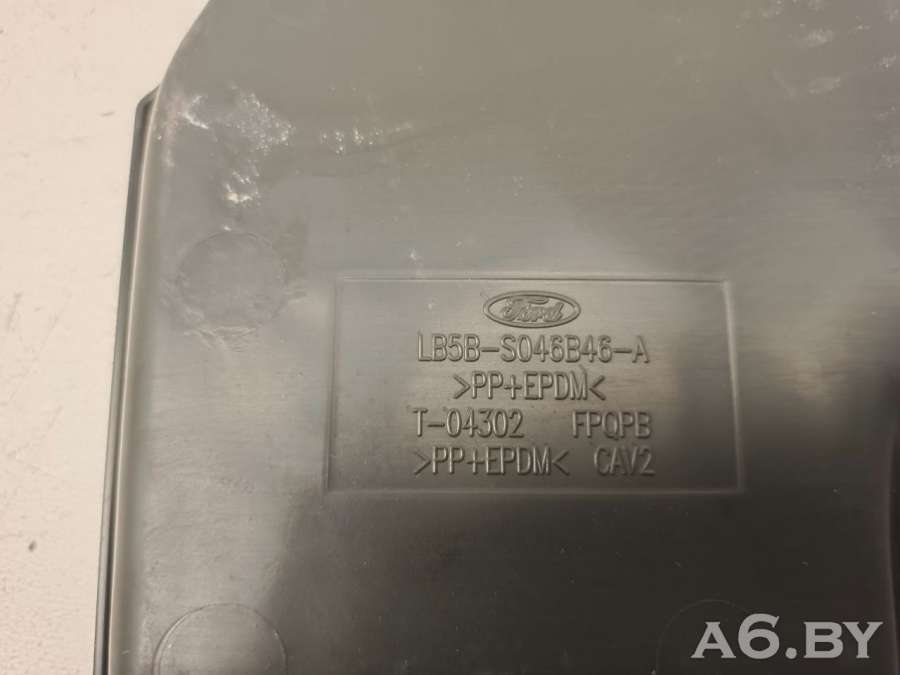 Ford
LB5B-S046B46-A
>PP+EPDM<
T-04302 FPQPB
>PP+EPDM< CAV2
A6.BY